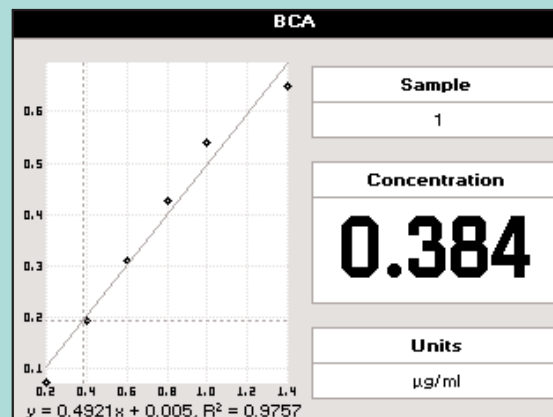 BCA
0.6
0.5
0.4
0.3
0.2
0.1
0.2 0.4 0.6 0.8 1.0 1.2 1.4
y = 0.4921x + 0.005, R² = 0.9757
Sample
1
Concentration
0.384
Units
µg/ml